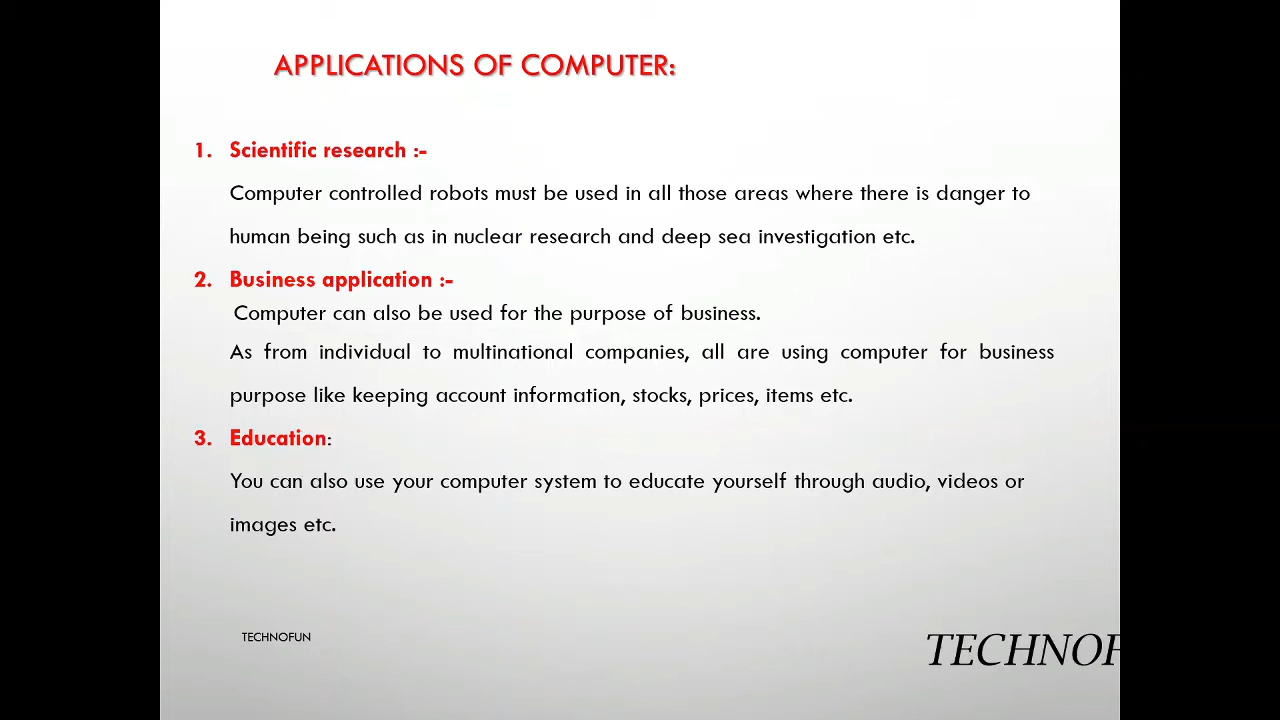 APPLICATIONS OF COMPUTER:
1. Scientific research :-
Computer controlled robots must be used in all those areas where there is danger to
human being such as in nuclear research and deep sea investigation etc.
2. Business application :-
Computer can also be used for the purpose of business.
As from individual to multinational companies, all are using computer for business
purpose like keeping account information, stocks, prices, items etc.
3. Education:
You can also use your computer system to educate yourself through audio, videos or
images etc.
TECHNOFUN
TECHNOF